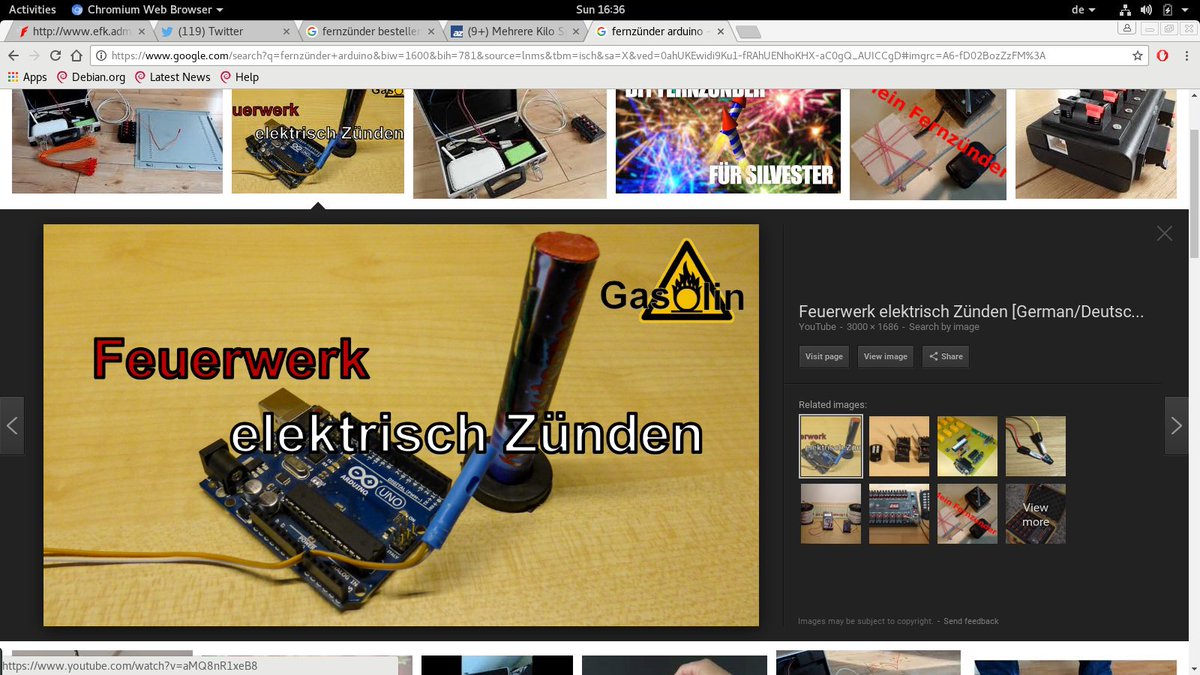 Activities Chromium Web Browser Sun 16:36 de
http://www.efk.adm
(119) Twitter
fernzünder bestelle
(9+) Mehrere Kilo S
fernzünder arduino -
https://www.google.com/search?q=fernzünder+arduino&biw=1600&bih=781&source=lnms&tbm=isch&sa=X&ved=0ahUKEwidi9Ku1-fRAhUENhoKHX-aC0gQ_AUICCgD#imgrc=A6-fD02BozZzFM%3A
Apps Debian.org Latest News Help
uerwerk
elektrisch Zünden
FÜR SILVESTER
Mein Fernzünder
Feuerwerk
elektrisch Zünden
Gasolin
ARDUINO
UNO
Feuerwerk elektrisch Zünden [German/Deutsc...
YouTube - 3000 × 1686 - Search by image
Visit page
View image
Share
Related images:
erwerk
Mein Fernzünder
View
more
Images may be subject to copyright. - Send feedback
https://www.youtube.com/watch?v=aMQ8nR1xeB8